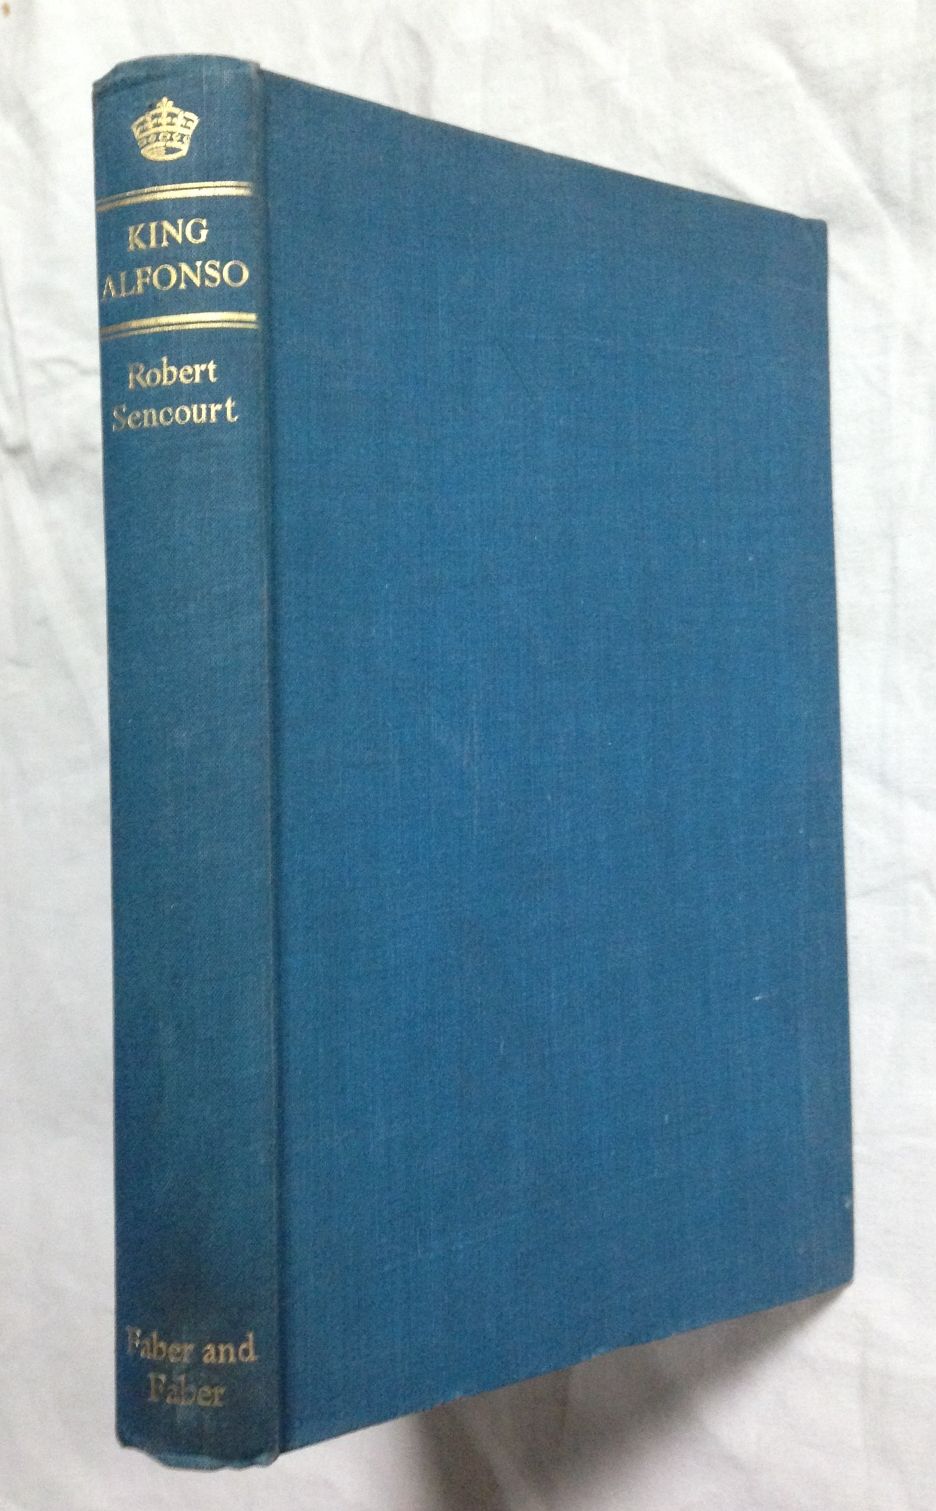 KING
ALFONSO
Robert
Sencourt
Faber and
Faber